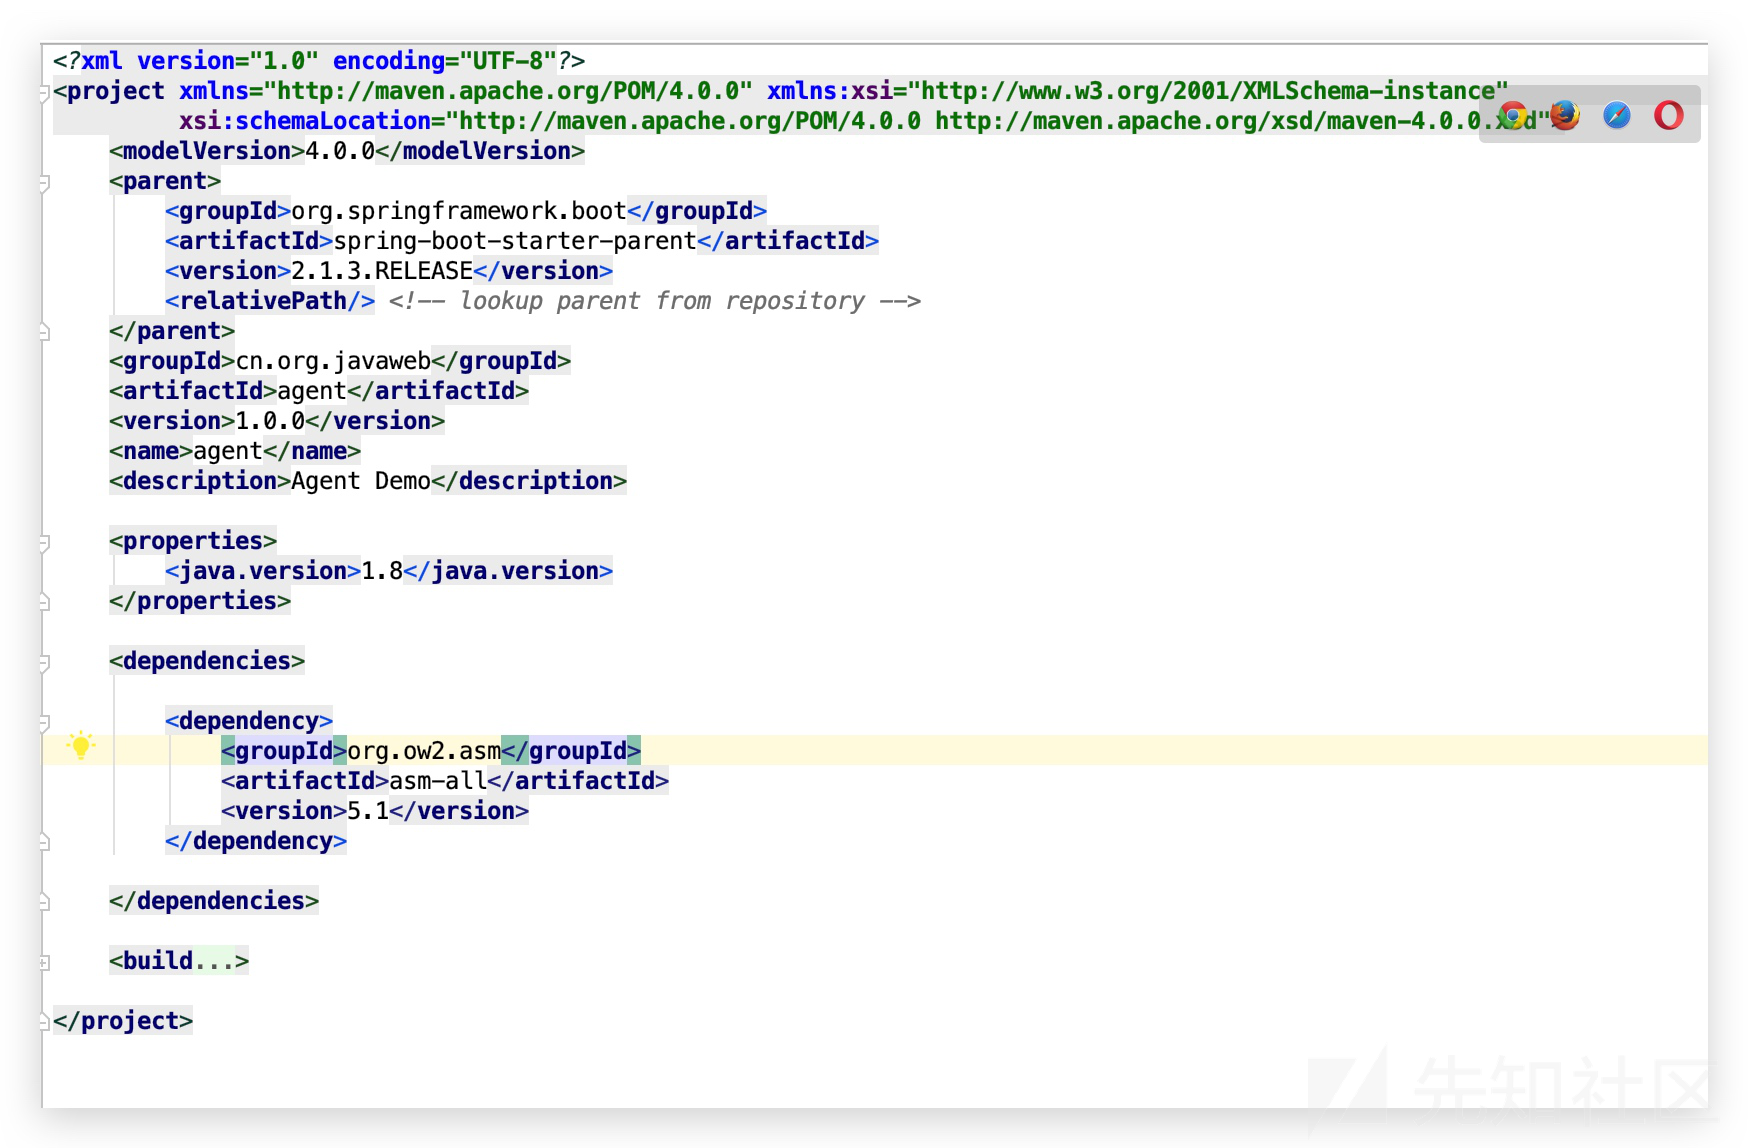 <?xml version="1.0" encoding="UTF-8"?>
<project xmlns="http://maven.apache.org/POM/4.0.0" xmlns:xsi="http://www.w3.org/2001/XMLSchema-instance"
xsi:schemaLocation="http://maven.apache.org/POM/4.0.0 http://maven.apache.org/xsd/maven-4.0.0.xsd">
<modelVersion>4.0.0</modelVersion>
<parent>
<groupId>org.springframework.boot</groupId>
<artifactId>spring-boot-starter-parent</artifactId>
<version>2.1.3.RELEASE</version>
<relativePath/> <!-- lookup parent from repository -->
</parent>
<groupId>cn.org.javaweb</groupId>
<artifactId>agent</artifactId>
<version>1.0.0</version>
<name>agent</name>
<description>Agent Demo</description>
<properties>
<java.version>1.8</java.version>
</properties>
<dependencies>
<dependency>
<groupId>org.ow2.asm</groupId>
<artifactId>asm-all</artifactId>
<version>5.1</version>
</dependency>
</dependencies>
<build...>
</project>
先知社区